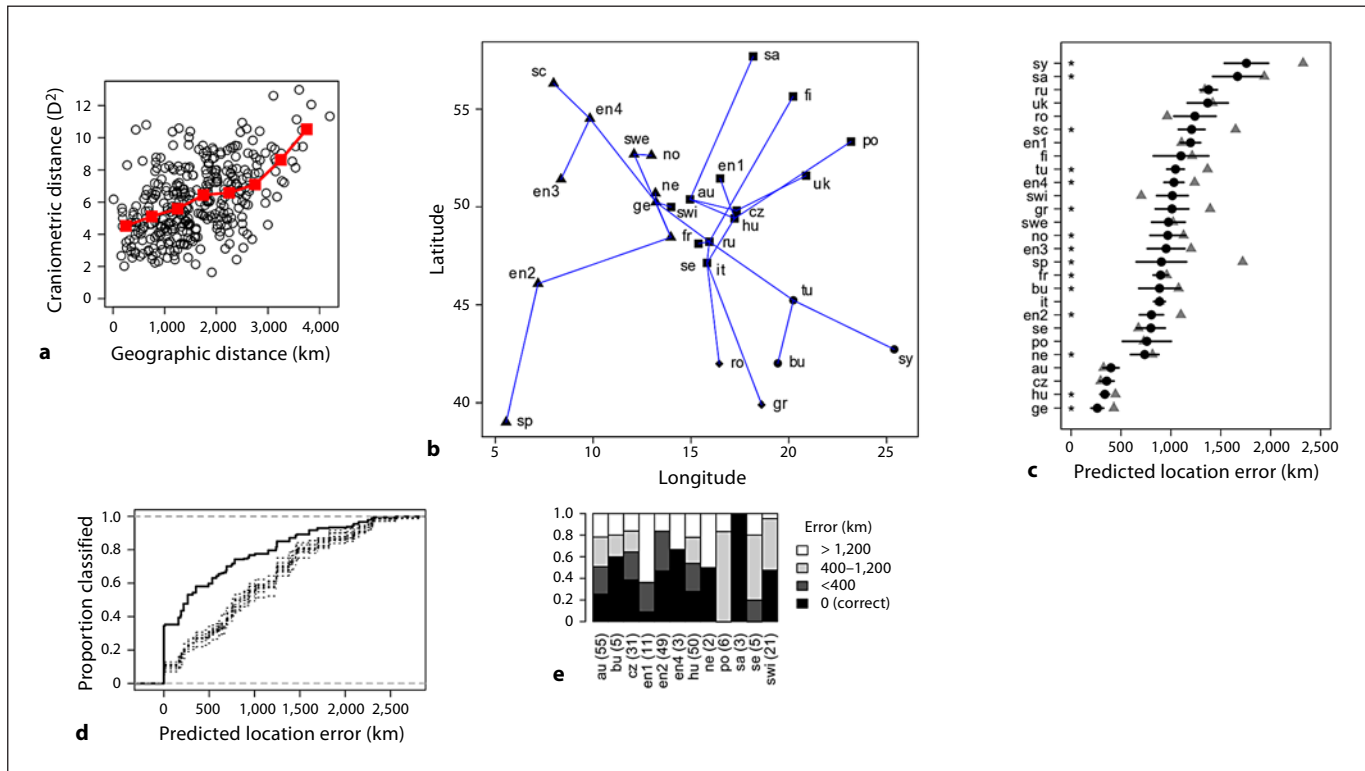 Craniometric distance (D²)
12
10
8
6
4
2
0
0 1,000 2,000 3,000 4,000
Geographic distance (km)
a
Latitude
55
50
45
40
sa
sc
fi
en4
swe
no
po
en1
en3
ne
au
uk
ge
swi
cz
hu
fr
ru
se
it
en2
tu
ro
bu
sy
gr
sp
5 10 15 20 25
Longitude
b
sy *
sa *
ru
uk
ro
sc *
en1
fi
tu *
en4 *
swi
gr *
swe
no *
en3 *
sp *
fr *
bu *
it
en2 *
se
po
ne *
au
cz
hu *
ge *
0 500 1,000 1,500 2,000 2,500
Predicted location error (km)
c
Proportion classified
1.0
0.8
0.6
0.4
0.2
0
0 500 1,000 1,500 2,000 2,500
Predicted location error (km)
d
1.0
0.8
0.6
0.4
0.2
0
au (55)
bu (5)
cz (31)
en1 (11)
en2 (49)
en4 (3)
hu (50)
ne (2)
po (6)
sa (3)
se (5)
swi (21)
e
Error (km)
> 1,200
400–1,200
<400
0 (correct)